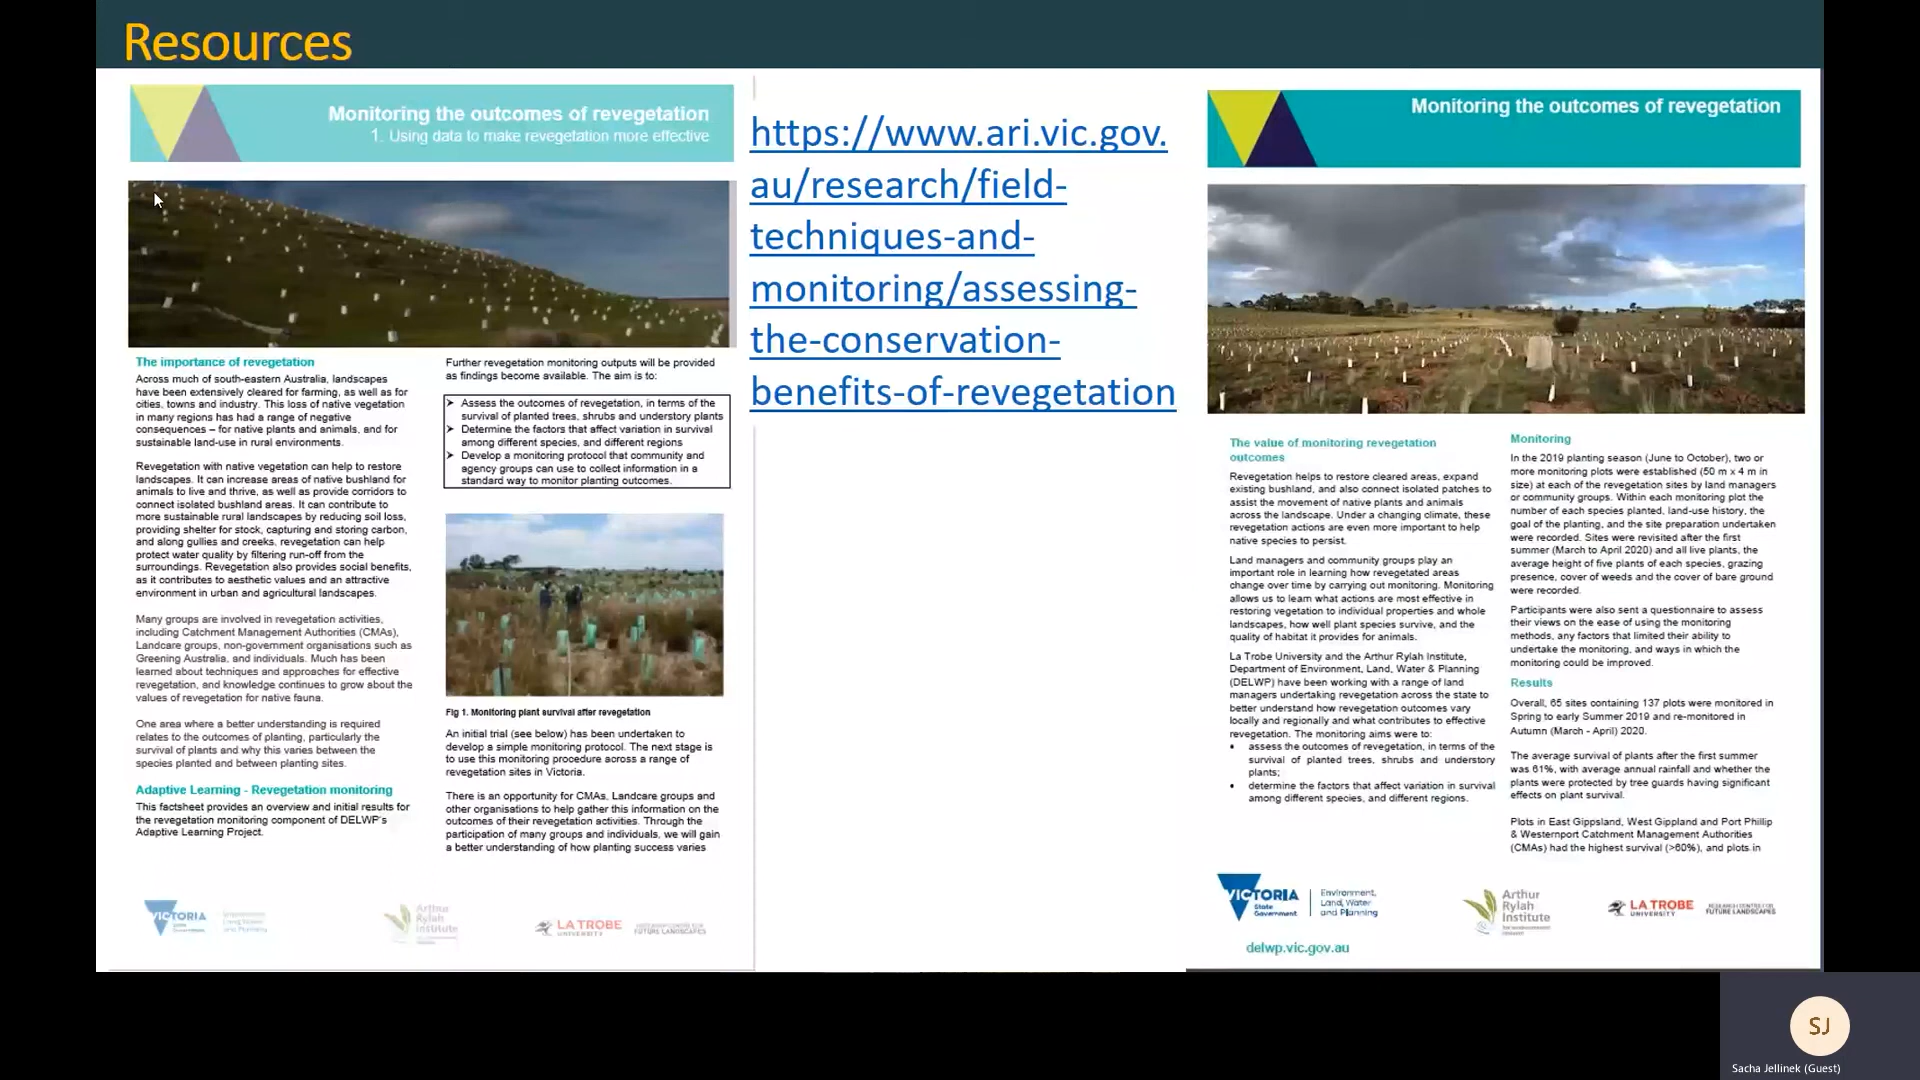 Resources
Monitoring the outcomes of revegetation
1. Using data to make revegetation more effective
The importance of revegetation
Across much of south-eastern Australia, landscapes
have been extensively cleared for farming, as well as for
cities, towns and industry. This loss of native vegetation
in many regions has had a range of negative
consequences – for native plants and animals, and for
sustainable land-use in rural environments.
Revegetation with native vegetation can help to restore
landscapes. It can increase areas of native bushland for
animals to live and thrive, as well as provide corridors to
connect isolated bushland areas. It can contribute to
more sustainable rural landscapes by reducing soil loss,
providing shelter for stock, capturing and storing carbon,
and along gullies and creeks, revegetation can help
protect water quality by filtering run-off from the
surroundings. Revegetation also provides social benefits,
as it contributes to aesthetic values and an attractive
environment in urban and agricultural landscapes.
Many groups are involved in revegetation activities,
including Catchment Management Authorities (CMAs),
Landcare groups, non-government organisations such as
Greening Australia, and individuals. Much has been
learned about techniques and approaches for effective
revegetation, and knowledge continues to grow about the
values of revegetation for native fauna.
One area where a better understanding is required
relates to the outcomes of planting, particularly the
survival of plants and why this varies between the
species planted and between planting sites.
Adaptive Learning - Revegetation monitoring
This factsheet provides an overview and initial results for
the revegetation monitoring component of DELWP's
Adaptive Learning Project.
Further revegetation monitoring outputs will be provided
as findings become available. The aim is to:
➢ Assess the outcomes of revegetation, in terms of the
survival of planted trees, shrubs and understory plants
➢ Determine the factors that affect variation in survival
among different species, and different regions
➢ Develop a monitoring protocol that community and
agency groups can use to collect information in a
standard way to monitor planting outcomes.
Fig 1. Monitoring plant survival after revegetation
An initial trial (see below) has been undertaken to
develop a simple monitoring protocol. The next stage is
to use this monitoring procedure across a range of
revegetation sites in Victoria.
There is an opportunity for CMAs, Landcare groups and
other organisations to help gather this information on the
outcomes of their revegetation activities. Through the
participation of many groups and individuals, we will gain
a better understanding of how planting success varies
VICTORIA
State
Government
Arthur
Rylah
Institute
LA TROBE
UNIVERSITY
FUTURE LANDSCAPES
https://www.ari.vic.gov.
au/research/field-
techniques-and-
monitoring/assessing-
the-conservation-
benefits-of-revegetation
Monitoring the outcomes of revegetation
The value of monitoring revegetation
outcomes
Revegetation helps to restore cleared areas, expand
existing bushland, and also connect isolated patches to
assist the movement of native plants and animals
across the landscape. Under a changing climate, these
revegetation actions are even more important to help
native species to persist.
Land managers and community groups play an
important role in learning how revegetated areas
change over time by carrying out monitoring. Monitoring
allows us to learn what actions are most effective in
restoring vegetation to individual properties and whole
landscapes, how well plant species survive, and the
quality of habitat it provides for animals.
La Trobe University and the Arthur Rylah Institute,
Department of Environment, Land, Water & Planning
(DELWP) have been working with a range of land
managers undertaking revegetation across the state to
better understand how revegetation outcomes vary
locally and regionally and what contributes to effective
revegetation. The monitoring aims were to:
• assess the outcomes of revegetation, in terms of the
survival of planted trees, shrubs and understory
plants;
• determine the factors that affect variation in survival
among different species, and different regions.
Monitoring
In the 2019 planting season (June to October), two or
more monitoring plots were established (50 m x 4 m in
size) at each of the revegetation sites by land managers
or community groups. Within each monitoring plot the
number of each species planted, land-use history, the
goal of the planting, and the site preparation undertaken
were recorded. Sites were revisited after the first
summer (March to April 2020) and all live plants, the
average height of five plants of each species, grazing
presence, cover of weeds and the cover of bare ground
were recorded.
Participants were also sent a questionnaire to assess
their views on the ease of using the monitoring
methods, any factors that limited their ability to
undertake the monitoring, and ways in which the
monitoring could be improved.
Results
Overall, 65 sites containing 137 plots were monitored in
Spring to early Summer 2019 and re-monitored in
Autumn (March - April) 2020.
The average survival of plants after the first summer
was 61%, with average annual rainfall and whether the
plants were protected by tree guards having significant
effects on plant survival.
Plots in East Gippsland, West Gippland and Port Phillip
& Westernport Catchment Management Authorities
(CMAs) had the highest survival (>60%), and plots in
VICTORIA
State
Government
Environment,
Land, Water
and Planning
delwp.vic.gov.au
Arthur
Rylah
Institute
LA TROBE
UNIVERSITY
RESEARCH CENTRE FOR
FUTURE LANDSCAPES
SJ
Sacha Jellinek (Guest)